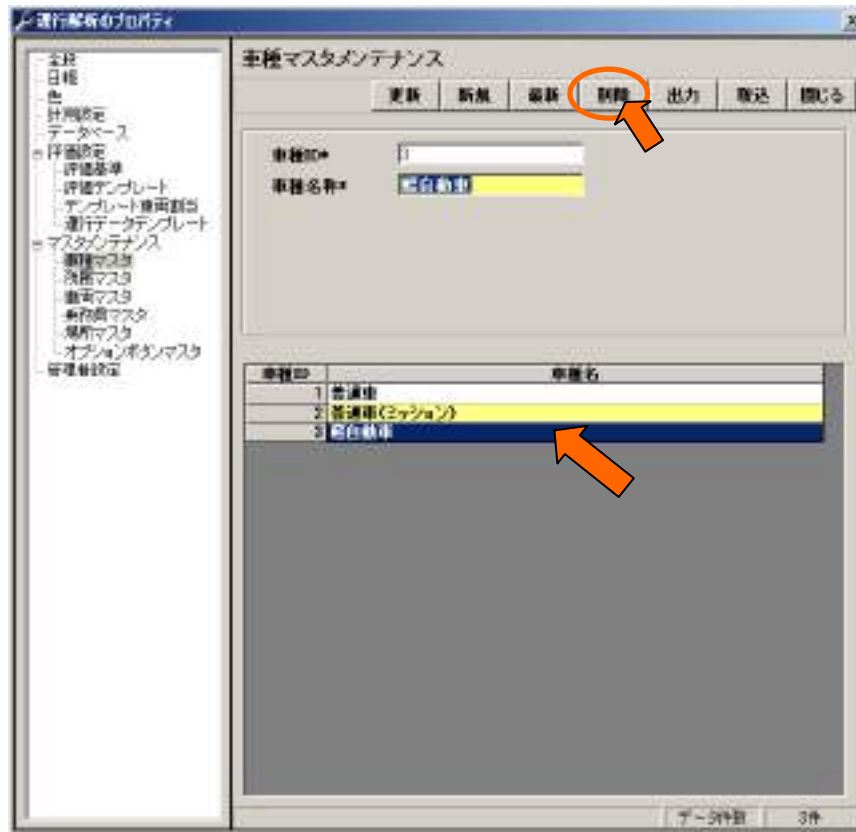 運行解析のプロパティ
全段
日報
色
計測設定
データベース
評価設定
評価基準
評価テンプレート
テンプレート車両割当
運行データテンプレート
マスタメンテナンス
車種マスタ
所属マスタ
車両マスタ
乗務員マスタ
場所マスタ
オプションボタンマスタ
管理者設定
車種マスタメンテナンス
更新 新規 最新 削除 出力 取込 閉じる
車種ID* 3
車種名称* 軽自動車
車種ID 車種名
1 普通車
2 普通車(ミッション)
3 軽自動車
データ件数 3件